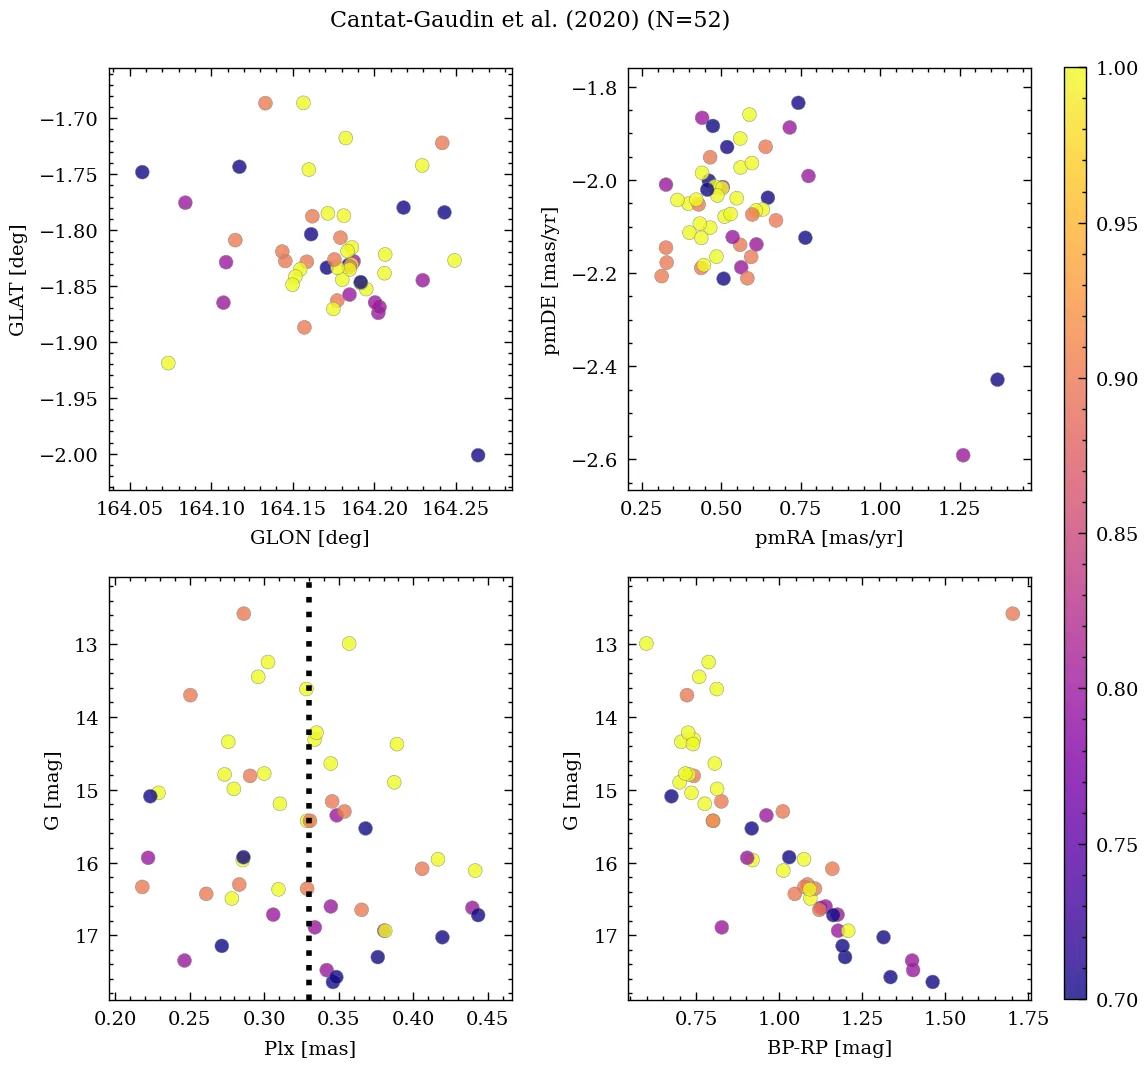 Cantat-Gaudin et al. (2020) (N=52)
−1.70
−1.75
−1.80
−1.85
−1.90
−1.95
−2.00
GLAT [deg]
164.05 164.10 164.15 164.20 164.25
GLON [deg]
−1.8
−2.0
−2.2
−2.4
−2.6
pmDE [mas/yr]
0.25 0.50 0.75 1.00 1.25
pmRA [mas/yr]
1.00
0.95
0.90
0.85
0.80
0.75
0.70
13
14
15
16
17
G [mag]
0.20 0.25 0.30 0.35 0.40 0.45
Plx [mas]
13
14
15
16
17
G [mag]
0.75 1.00 1.25 1.50 1.75
BP-RP [mag]